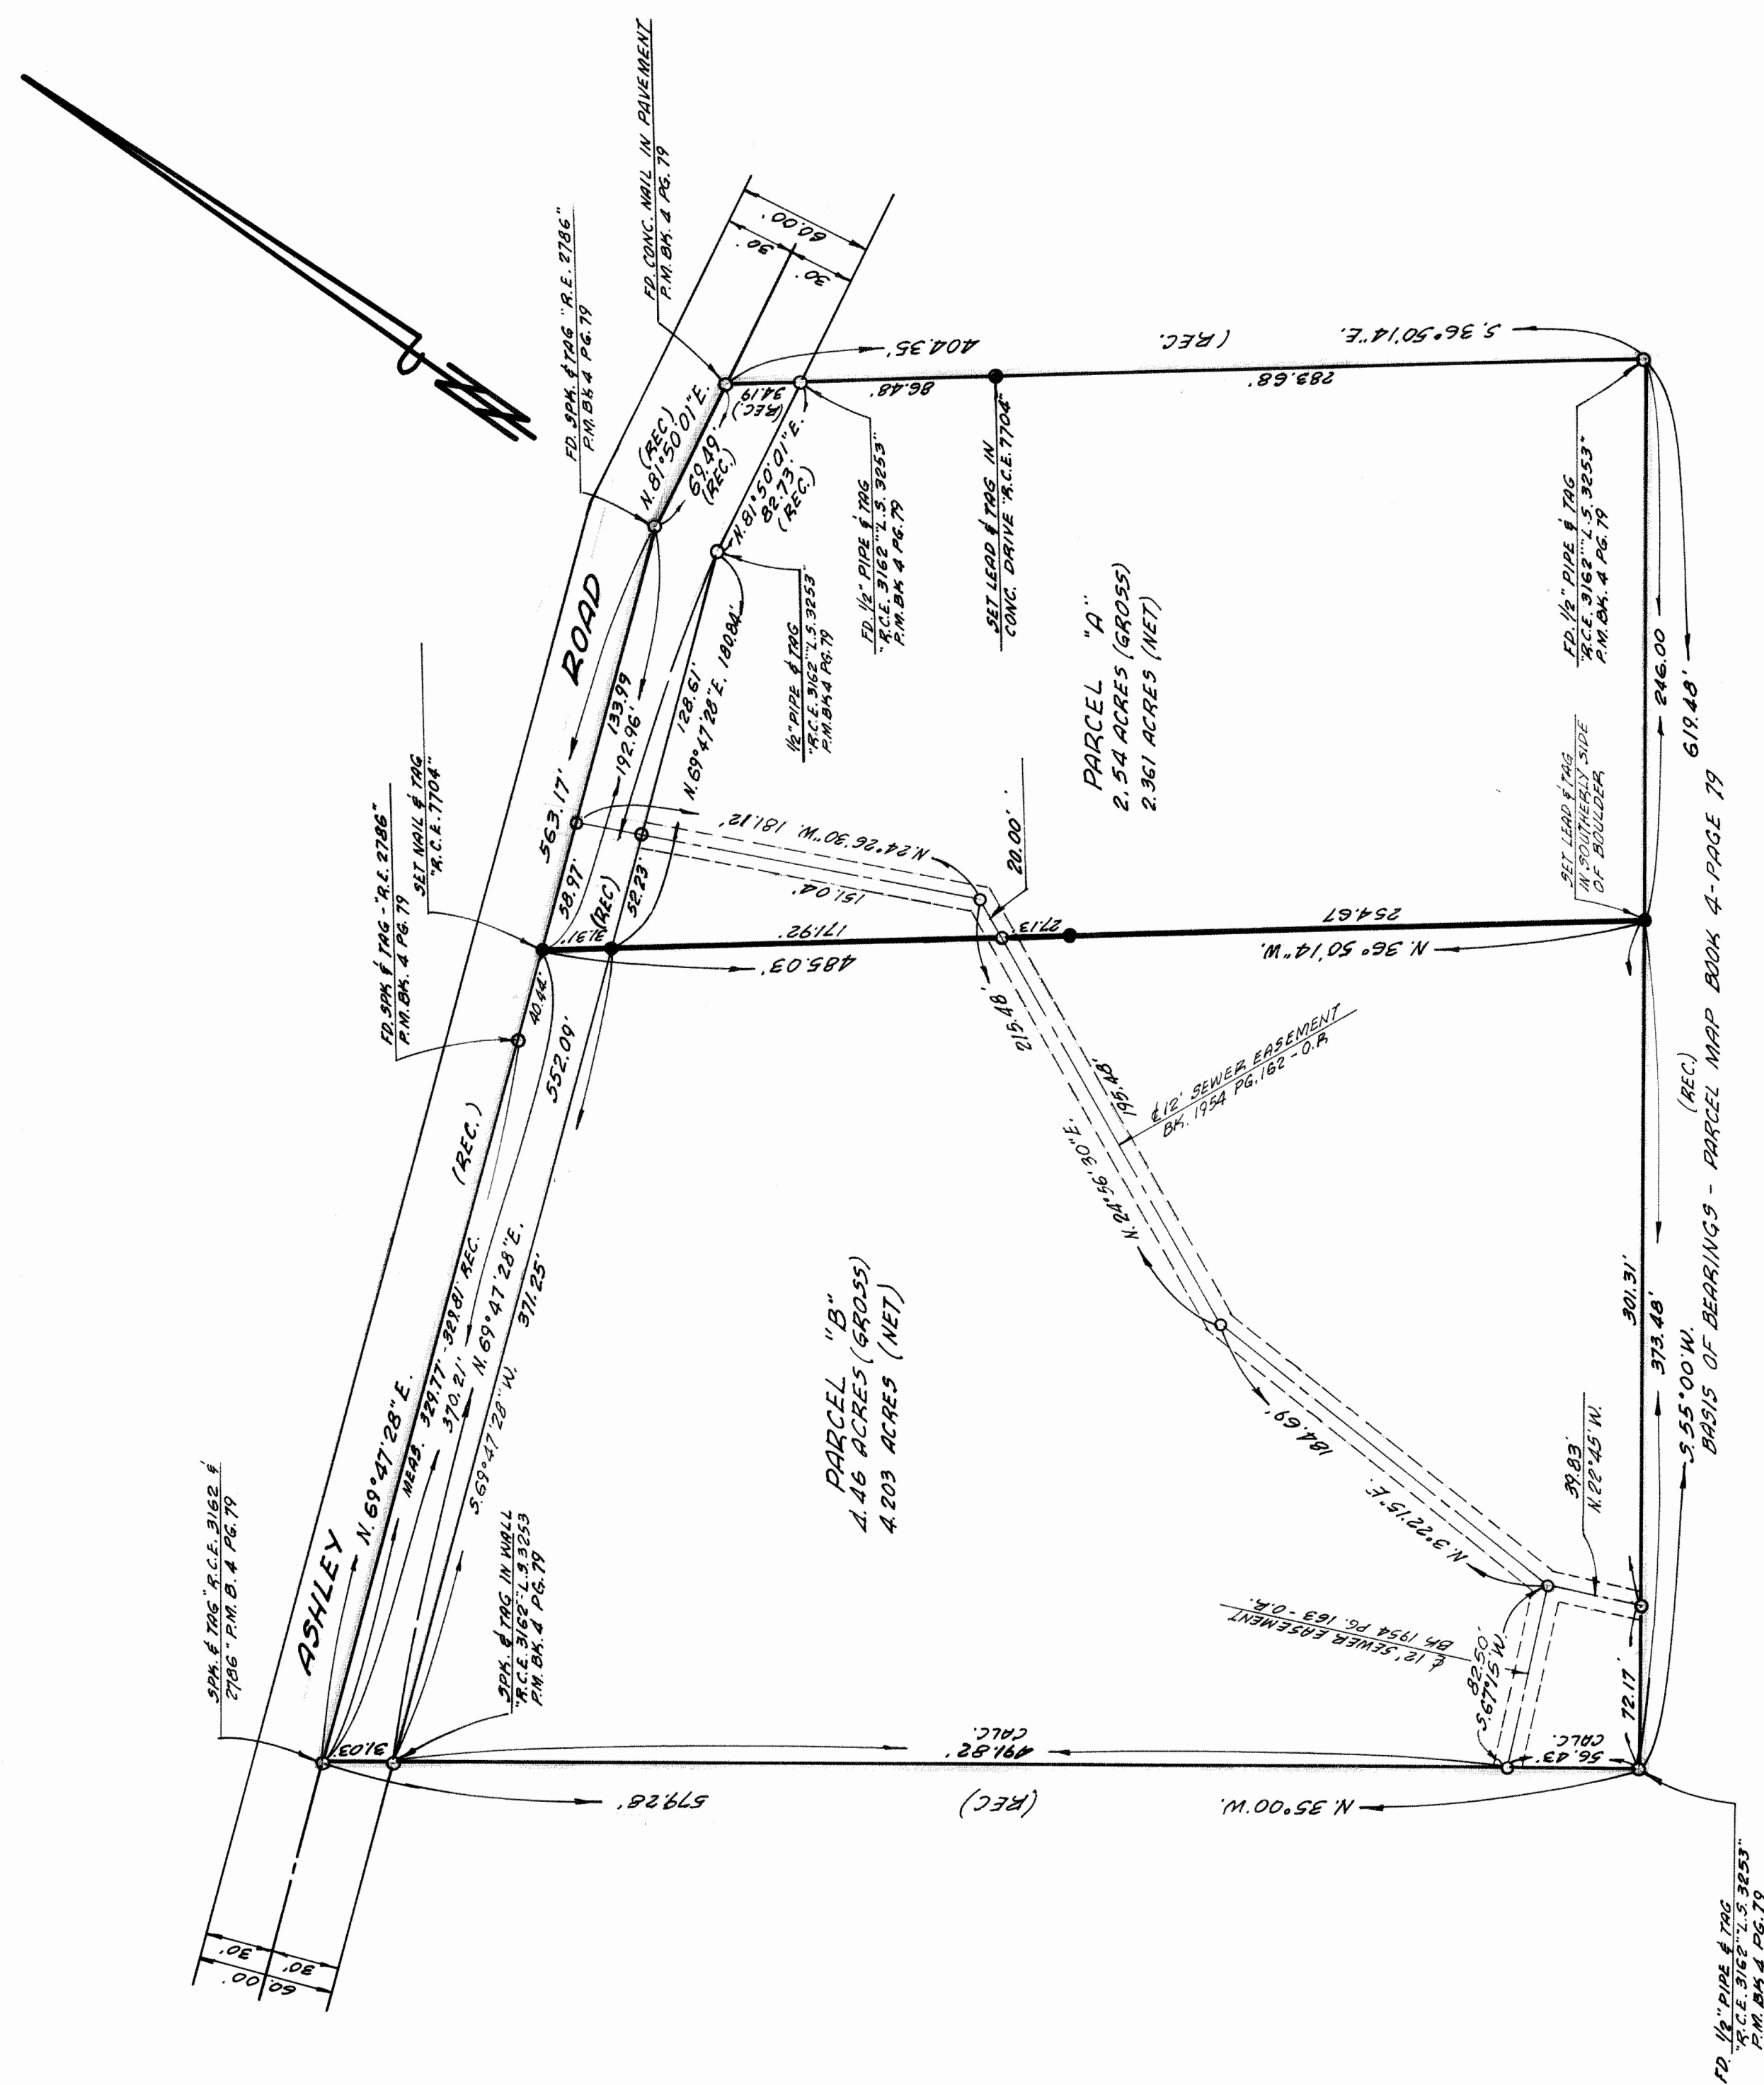 FD. CONC. NAIL IN PAVEMENT
P.M. BK. 4 PG. 79
FD. SPK. & TAG "R.E. 2786"
P.M. BK 4 PG. 79
60.00'
30'
30'
S. 36°50'14" E.
(REC.
404.35'
34.19
(REC.)
86.48'
283.68'
(REC.)
N. 81°50'01" E.
69.49'
(REC.)
N. 81°50'01" E.
82.73'
(REC.)
FD. 1/2" PIPE & TAG
"R.C.E. 3162" "L.S. 3253"
P.M. BK. 4 PG. 79
SET LEAD & TAG IN
CONC. DRIVE "R.C.E. 7704"
FD. 1/2" PIPE & TAG
"R.C.E. 3162" "L.S. 3253"
P.M. BK. 4 PG. 79
1/2" PIPE & TAG
"R.C.E. 3162" "L.S. 3253"
P.M. BK 4 PG. 79
ROAD
563.17'
133.99
192.96'
58.97'
128.61'
N. 69°47'28" E. 180.84'
52.23'
SET NAIL & TAG
"R.C.E. 7704"
FD. SPK & TAG - "R.E. 2786"
P.M. BK. 4 PG. 79
PARCEL "A"
2.54 ACRES (GROSS)
2.361 ACRES (NET)
246.00
619.48'
SET LEAD & TAG
IN SOUTHERLY SIDE
OF BOULDER
N. 24°26'30" W. 181.12'
151.04'
20.00'
31.31'
(REC)
171.92'
27.13
254.67
485.03'
N. 36°50'14" W.
40.44'
552.09'
(REC.)
215.48'
195.48'
N. 24°56'30" E.
℄ 12' SEWER EASEMENT
BK. 1954 PG. 162 - O.R.
N. 69°47'28" E.
MEAS. 329.77' - 329.81' REC.
370.21'
N. 69°47'28" E.
S. 69°47'28" W. 371.25'
PARCEL "B"
4.46 ACRES (GROSS)
4.203 ACRES (NET)
184.69'
N. 3°22'15" E.
39.83'
N. 22°45' W.
301.31'
373.48'
(REC.)
S. 55°00' W.
BASIS OF BEARINGS - PARCEL MAP BOOK 4 - PAGE 79
ASHLEY
SPK. & TAG "R.C.E. 3162 &
2786" P.M. B. 4 PG. 79
SPK. & TAG IN WALL
"R.C.E. 3162" - L.S. 3253
P.M. BK. 4 PG. 79
℄ 12' SEWER EASEMENT
BK 1954 PG. 163 - O.R.
82.50'
S. 67°15' W.
72.17'
31.03'
491.82'
CALC.
56.43'
CALC.
579.28'
(REC)
N. 35°00' W.
30'
30'
60.00'
FD. 1/2" PIPE & TAG
"R.C.E. 3162" "L.S. 3253"
P.M. BK 4 PG. 79